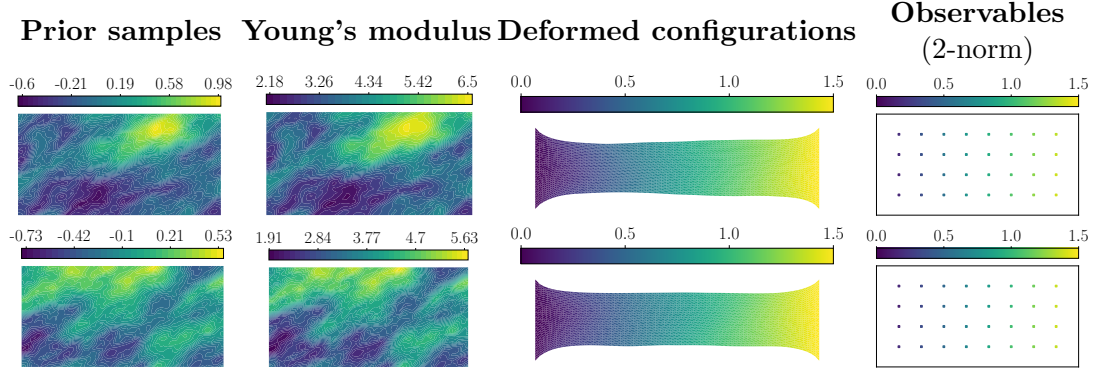 Prior samples Young's modulus Deformed configurations Observables
(2-norm)
-0.6 -0.21 0.19 0.58 0.98
2.18 3.26 4.34 5.42 6.5
0.0 0.5 1.0 1.5
0.0 0.5 1.0 1.5
-0.73 -0.42 -0.1 0.21 0.53
1.91 2.84 3.77 4.7 5.63
0.0 0.5 1.0 1.5
0.0 0.5 1.0 1.5